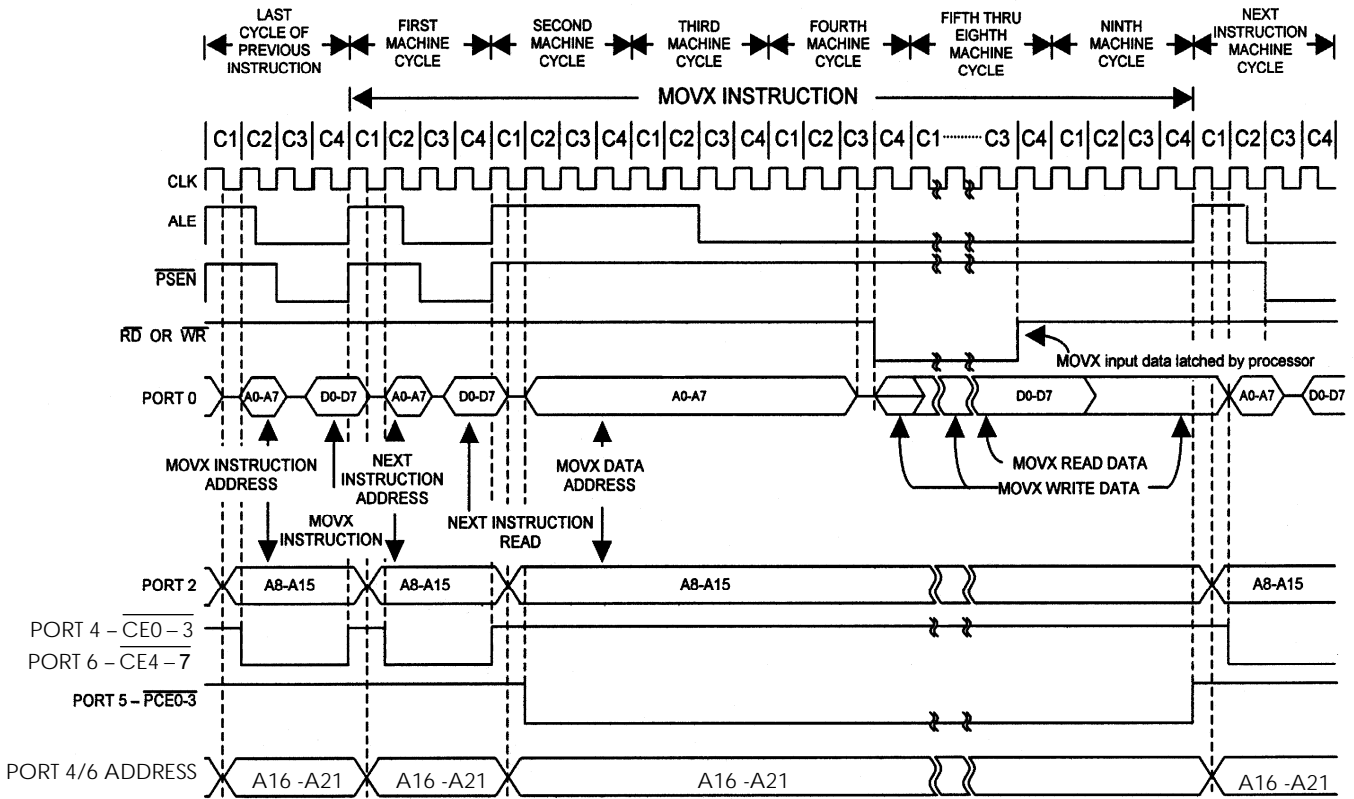 LAST
CYCLE OF
PREVIOUS
INSTRUCTION
FIRST
MACHINE
CYCLE
SECOND
MACHINE
CYCLE
THIRD
MACHINE
CYCLE
FOURTH
MACHINE
CYCLE
FIFTH THRU
EIGHTH
MACHINE
CYCLE
NINTH
MACHINE
CYCLE
NEXT
INSTRUCTION
MACHINE
CYCLE
MOVX INSTRUCTION
C1 C2 C3 C4 C1 C2 C3 C4 C1 C2 C3 C4 C1 C2 C3 C4 C1 C2 C3 C4 C1 ........... C3 C4 C1 C2 C3 C4 C1 C2 C3 C4
CLK
ALE
PSEN
RD OR WR
MOVX input data latched by processor
PORT 0 A0-A7 D0-D7 A0-A7 D0-D7 A0-A7 D0-D7 A0-A7 D0-D7
MOVX INSTRUCTION
ADDRESS
NEXT
INSTRUCTION
ADDRESS
MOVX DATA
ADDRESS
MOVX READ DATA
MOVX WRITE DATA
MOVX
INSTRUCTION
NEXT INSTRUCTION
READ
PORT 2 A8-A15 A8-A15 A8-A15 A8-A15
PORT 4 – CE0 – 3
PORT 6 – CE4 – 7
PORT 5 – PCE0-3
PORT 4/6 ADDRESS A16 -A21 A16 -A21 A16 -A21 A16 -A21